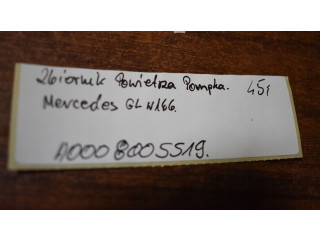 Zbiornik Powietrza Pompka. 451
Mercedes GL W166.
A0008005519.